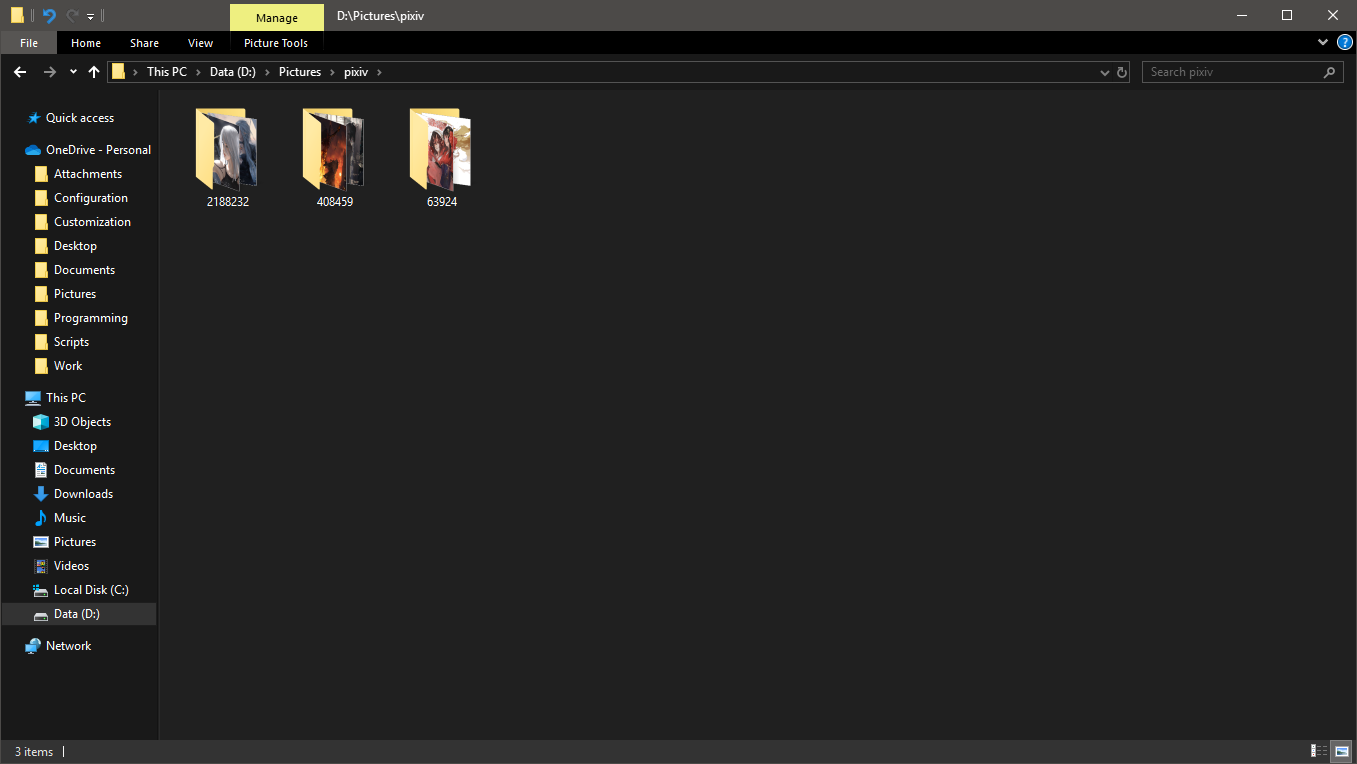 Manage
D:\Pictures\pixiv
File
Home
Share
View
Picture Tools
?
This PC
Data (D:)
Pictures
pixiv
Search pixiv
Quick access
OneDrive - Personal
Attachments
Configuration
Customization
Desktop
Documents
Pictures
Programming
Scripts
Work
This PC
3D Objects
Desktop
Documents
Downloads
Music
Pictures
Videos
Local Disk (C:)
Data (D:)
Network
2188232
408459
63924
3 items